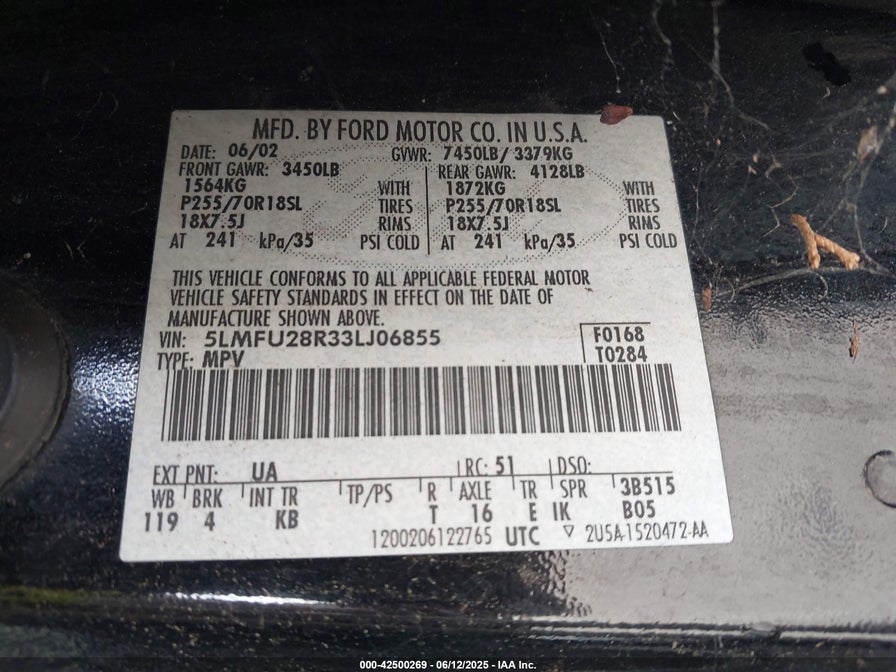 MFD. BY FORD MOTOR CO. IN U.S.A.
DATE: 06/02 GVWR: 7450LB/ 3379KG
FRONT GAWR: 3450LB REAR GAWR: 4128LB
1564KG WITH 1872KG WITH
P255/70R18SL TIRES P255/70R18SL TIRES
18X7.5J RIMS 18X7.5J RIMS
AT 241 kPa/35 PSI COLD AT 241 kPa/35 PSI COLD
THIS VEHICLE CONFORMS TO ALL APPLICABLE FEDERAL MOTOR
VEHICLE SAFETY STANDARDS IN EFFECT ON THE DATE OF
MANUFACTURE SHOWN ABOVE.
VIN: 5LMFU28R33LJ06855 F0168
TYPE: MPV T0284
EXT PNT: UA RC: 51 DSO:
WB BRK INT TR TP/PS R AXLE TR SPR 3B515
119 4 KB T 16 E IK B05
1200206122765 UTC ▽ 2U5A-1520472-AA
000-42500269 - 06/12/2025 - IAA Inc.